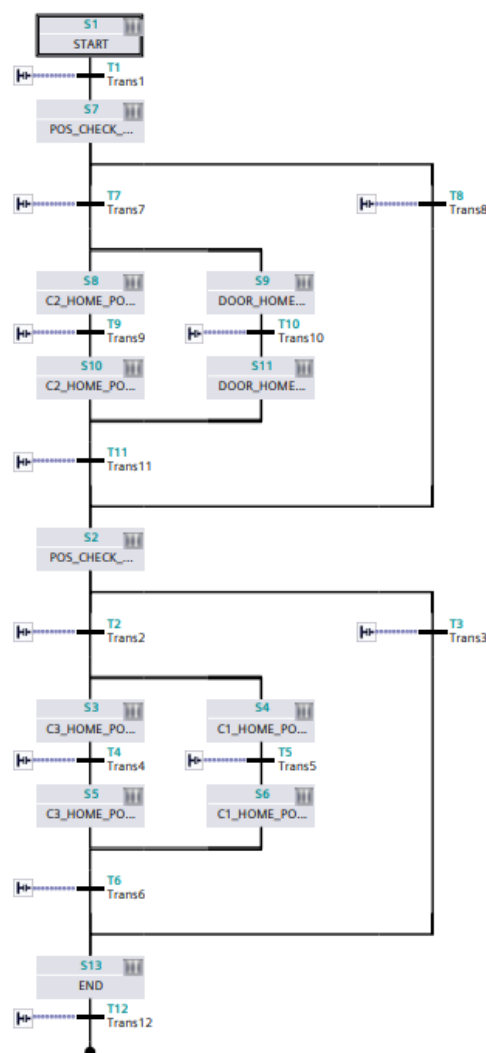 S1
START
T1
Trans1
S7
POS_CHECK_...
T7
Trans7
T8
Trans8
S8
C2_HOME_PO...
S9
DOOR_HOME...
T9
Trans9
T10
Trans10
S10
C2_HOME_PO...
S11
DOOR_HOME...
T11
Trans11
S2
POS_CHECK_...
T2
Trans2
T3
Trans3
S3
C3_HOME_PO...
S4
C1_HOME_PO...
T4
Trans4
T5
Trans5
S5
C3_HOME_PO...
S6
C1_HOME_PO...
T6
Trans6
S13
END
T12
Trans12